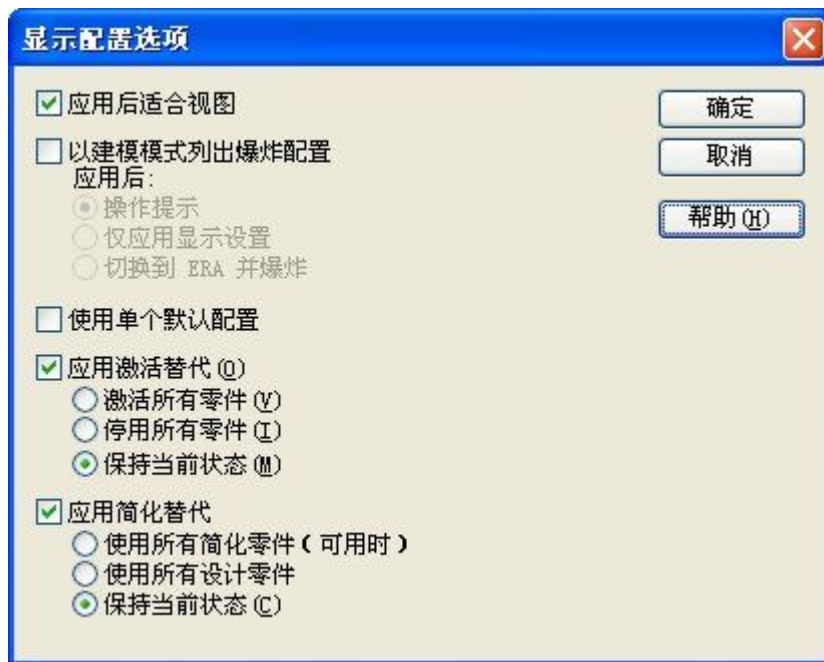 显示配置选项
应用后适合视图
确定
以建模模式列出爆炸配置
取消
应用后:
操作提示
帮助(H)
仅应用显示设置
切换到 ERA 并爆炸
使用单个默认配置
应用激活替代(O)
激活所有零件(V)
停用所有零件(I)
保持当前状态(M)
应用简化替代
使用所有简化零件(可用时)
使用所有设计零件
保持当前状态(C)